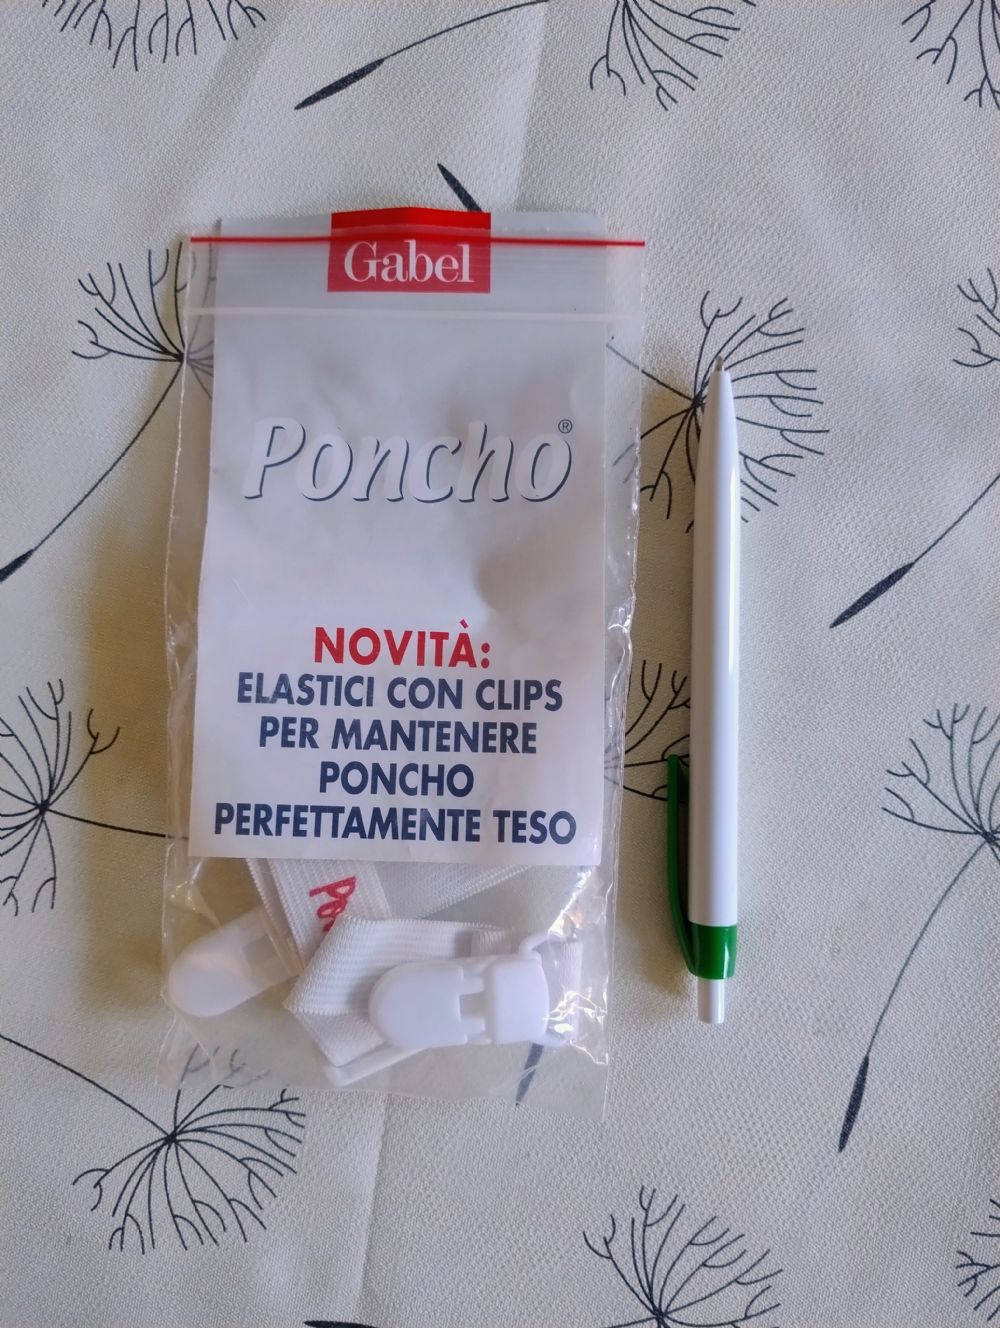 Gabel
Poncho®
NOVITÀ:
ELASTICI CON CLIPS
PER MANTENERE
PONCHO
PERFETTAMENTE TESO